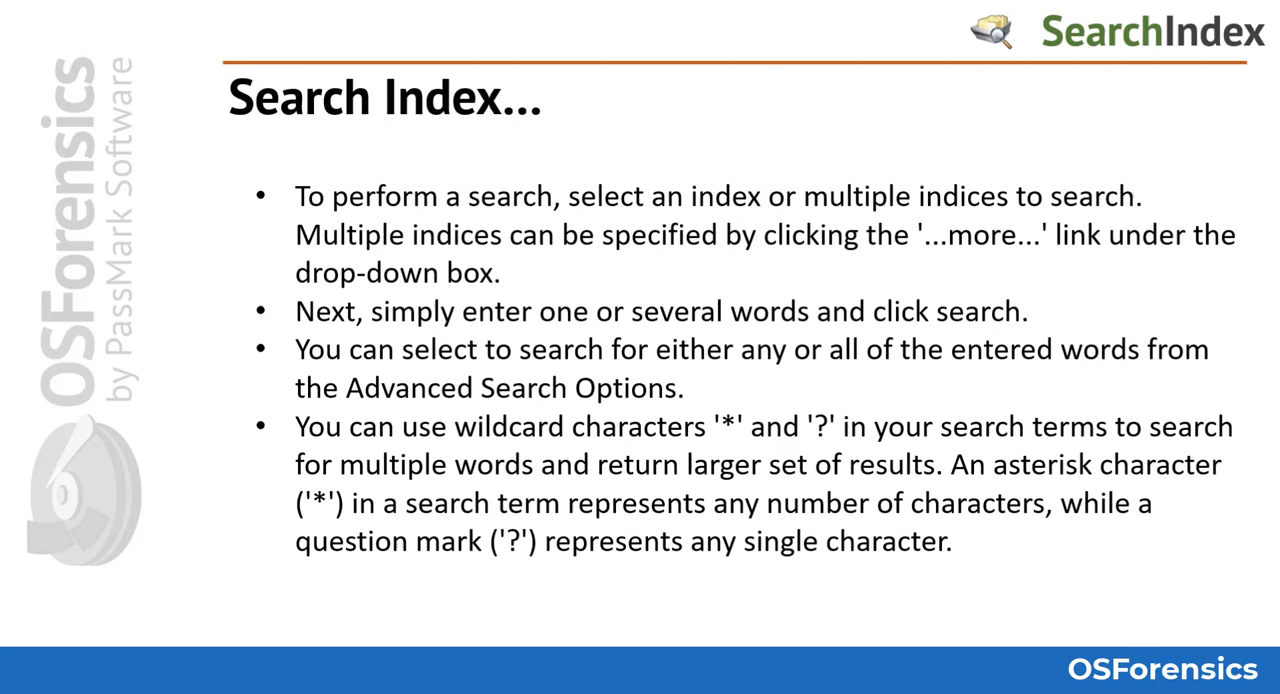 SearchIndex
Search Index...
OSForensics
by PassMark Software
• To perform a search, select an index or multiple indices to search.
Multiple indices can be specified by clicking the '...more...' link under the
drop-down box.
• Next, simply enter one or several words and click search.
• You can select to search for either any or all of the entered words from
the Advanced Search Options.
• You can use wildcard characters '*' and '?' in your search terms to search
for multiple words and return larger set of results. An asterisk character
('*') in a search term represents any number of characters, while a
question mark ('?') represents any single character.
OSForensics